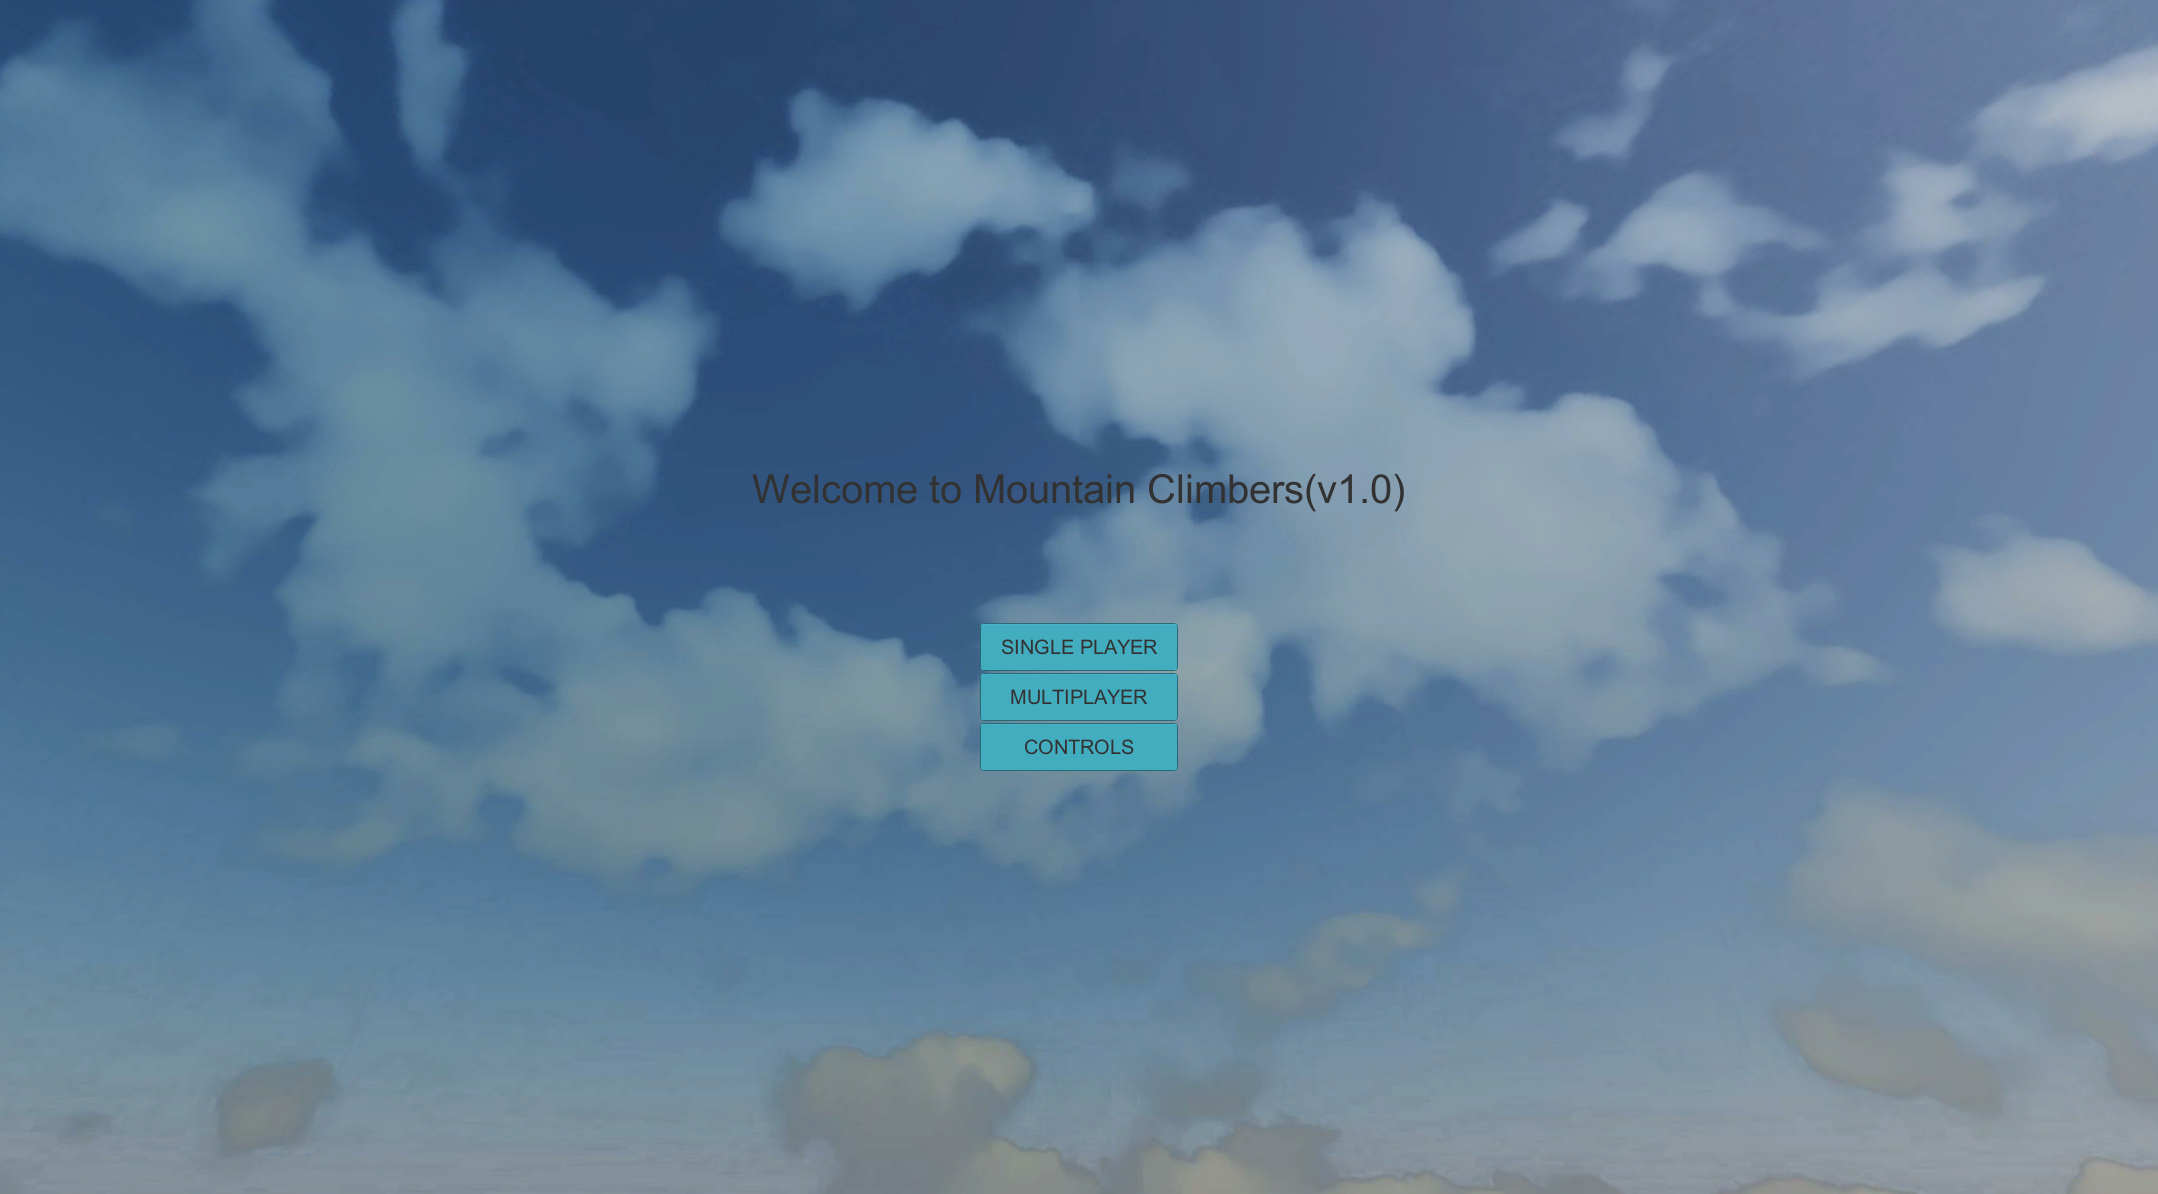 Welcome to Mountain Climbers(v1.0)
SINGLE PLAYER
MULTIPLAYER
CONTROLS